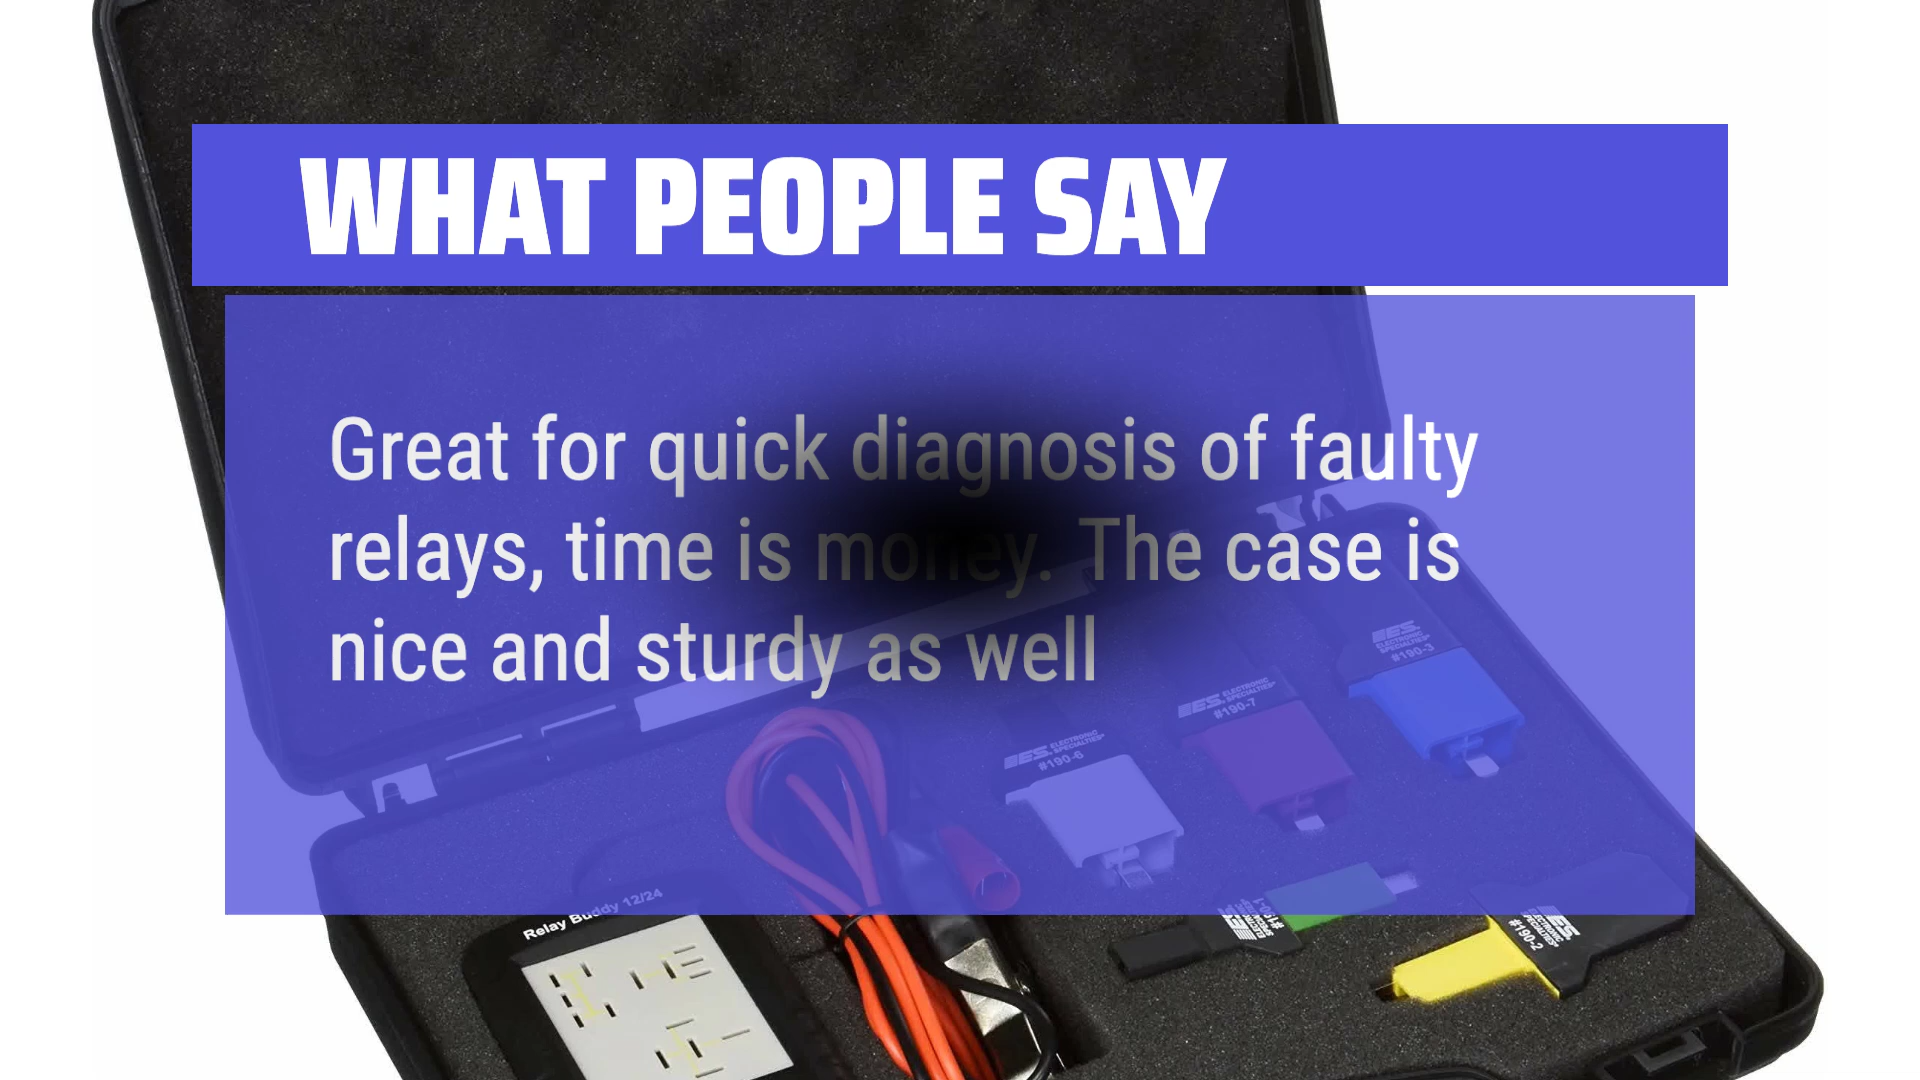 WHAT PEOPLE SAY
Great for quick diagnosis of faulty
relays, time is money. The case is
nice and sturdy as well
ELECTRONIC
SPECIALTIES
#190-3
ES. ELECTRONIC
SPECIALTIES
#190-7
ES. ELECTRONIC
SPECIALTIES
#190-6
Relay Buddy 12/24
#190-1
ES.
ELECTRONIC
SPECIALTIES
#190-2